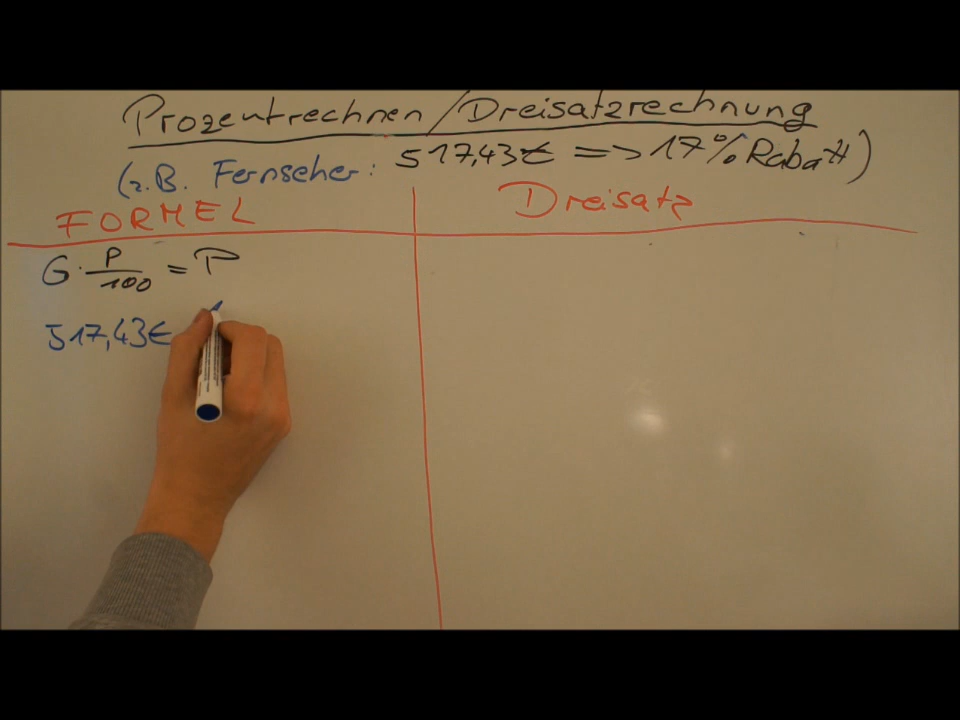 Prozentrechnen/Dreisatzrechnung
(z.B. Fernseher: 517,43€ => 17% Rabatt)
FORMEL
Dreisatz
G · P/100 = P
517,43€